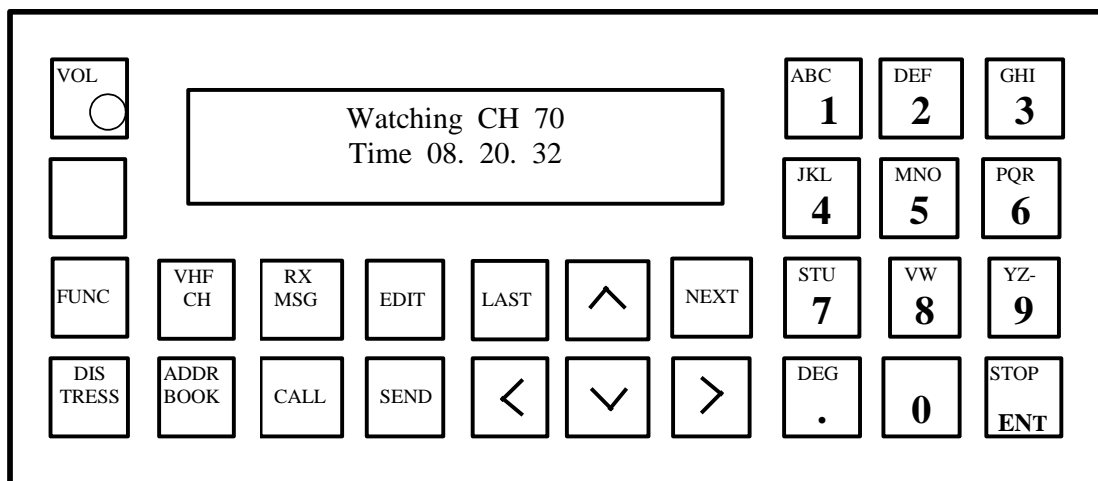 VOL
Watching CH 70
Time 08. 20. 32
ABC
1
DEF
2
GHI
3
JKL
4
MNO
5
PQR
6
FUNC
VHF
CH
RX
MSG
EDIT
LAST
NEXT
STU
7
VW
8
YZ-
9
DIS
TRESS
ADDR
BOOK
CALL
SEND
DEG
.
0
STOP
ENT